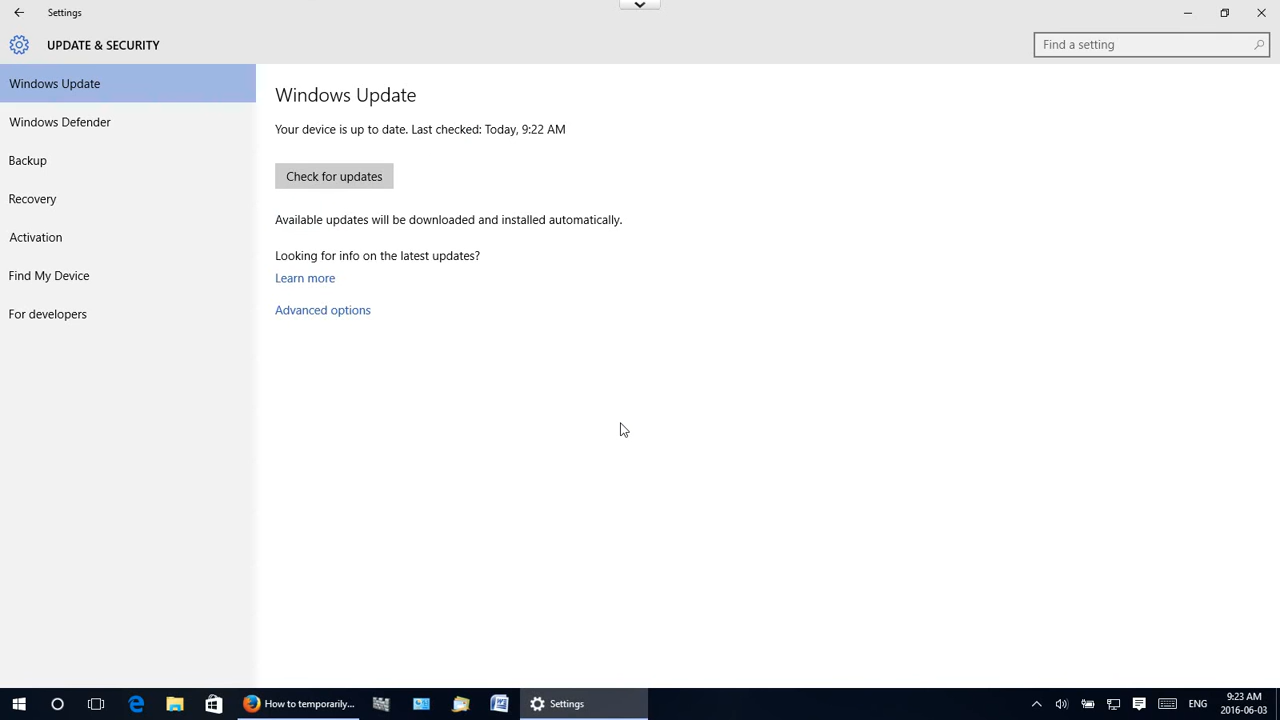 Settings
UPDATE & SECURITY
Find a setting
Windows Update
Windows Defender
Backup
Recovery
Activation
Find My Device
For developers
Windows Update
Your device is up to date. Last checked: Today, 9:22 AM
Check for updates
Available updates will be downloaded and installed automatically.
Looking for info on the latest updates?
Learn more
Advanced options
How to temporarily...
Settings
ENG
9:23 AM
2016-06-03